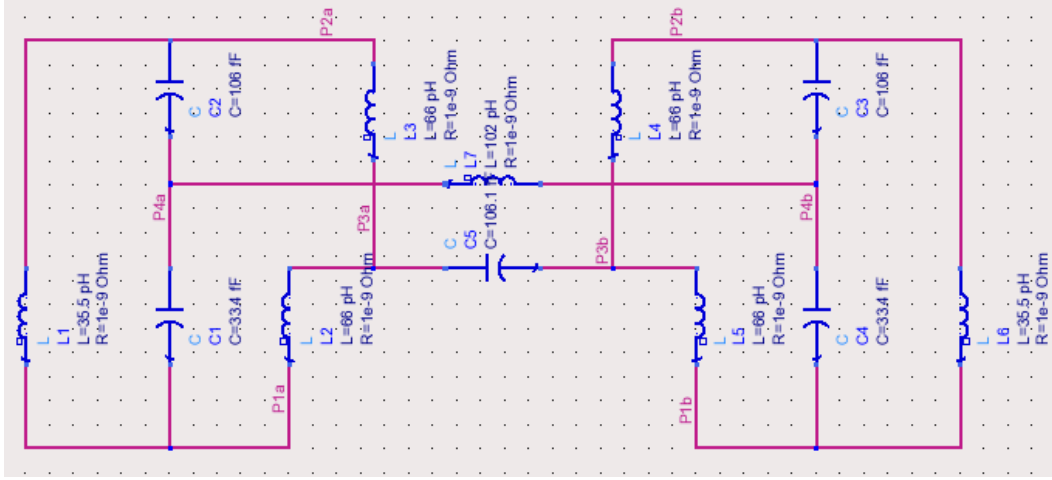 P2a
P2b
C
C2
C=1.06 fF
L
L3
L=66 pH
R=1e-9 Ohm
L
L7
L=102 pH
R=1e-9 Ohm
L
L4
L=66 pH
R=1e-9 Ohm
C
C3
C=1.06 fF
P4a
P3a
P3b
P4b
C
C5
C=106.1
L
L1
L=35.5 pH
R=1e-9 Ohm
C
C1
C=33.4 fF
L
L2
L=66 pH
R=1e-9 Ohm
L
L5
L=66 pH
R=1e-9 Ohm
C
C4
C=33.4 fF
L
L6
L=35.5 pH
R=1e-9 Ohm
P1a
P1b